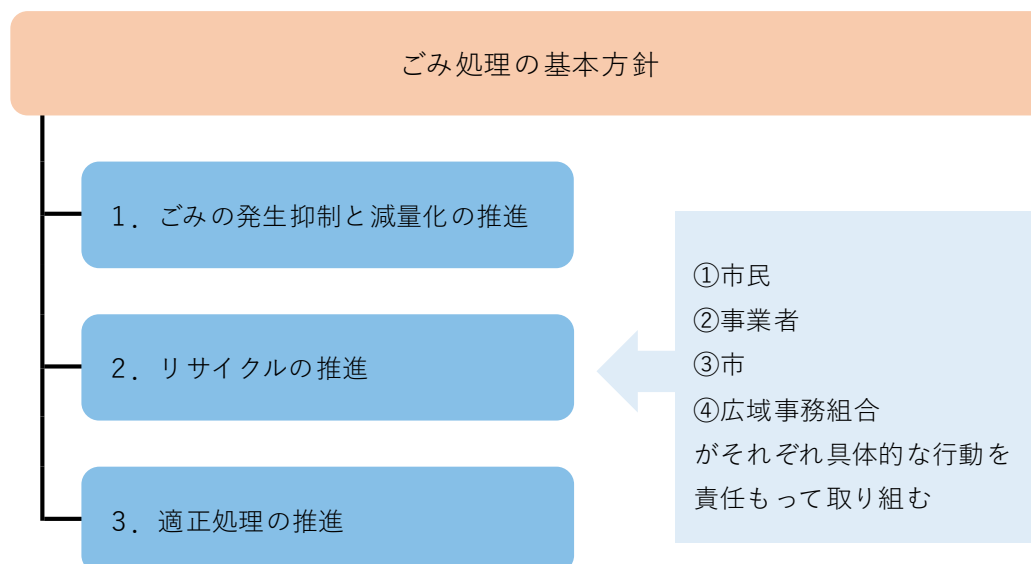 ごみ処理の基本方針
1．ごみの発生抑制と減量化の推進
2．リサイクルの推進
3．適正処理の推進
①市民
②事業者
③市
④広域事務組合
がそれぞれ具体的な行動を
責任もって取り組む